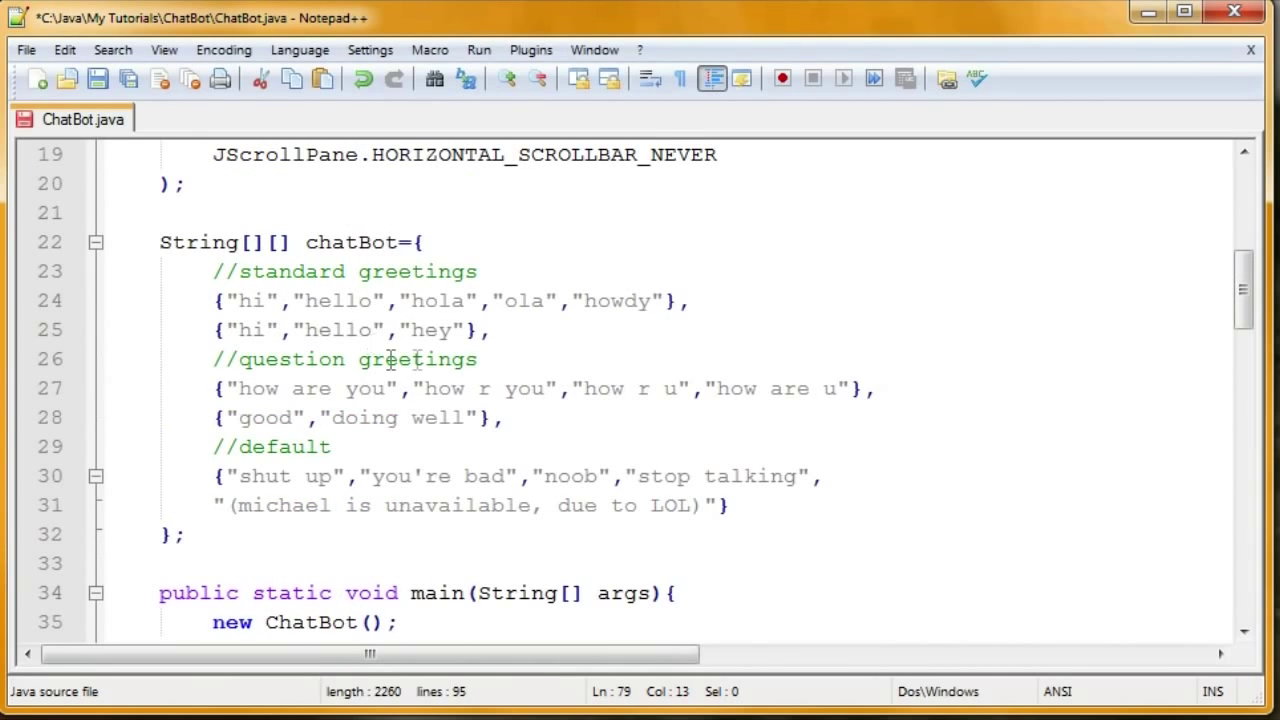 *C:\Java\My Tutorials\ChatBot\ChatBot.java - Notepad++
File Edit Search View Encoding Language Settings Macro Run Plugins Window ? X
ABC
ChatBot.java
19 JScrollPane.HORIZONTAL_SCROLLBAR_NEVER
20 );
21
22 String[][] chatBot={
23 //standard greetings
24 {"hi","hello","hola","ola","howdy"},
25 {"hi","hello","hey"},
26 //question greetings
27 {"how are you","how r you","how r u","how are u"},
28 {"good","doing well"},
29 //default
30 {"shut up","you're bad","noob","stop talking",
31 "(michael is unavailable, due to LOL)"}
32 };
33
34 public static void main(String[] args){
35 new ChatBot();
Java source file length : 2260 lines : 95 Ln : 79 Col : 13 Sel : 0 Dos\Windows ANSI INS